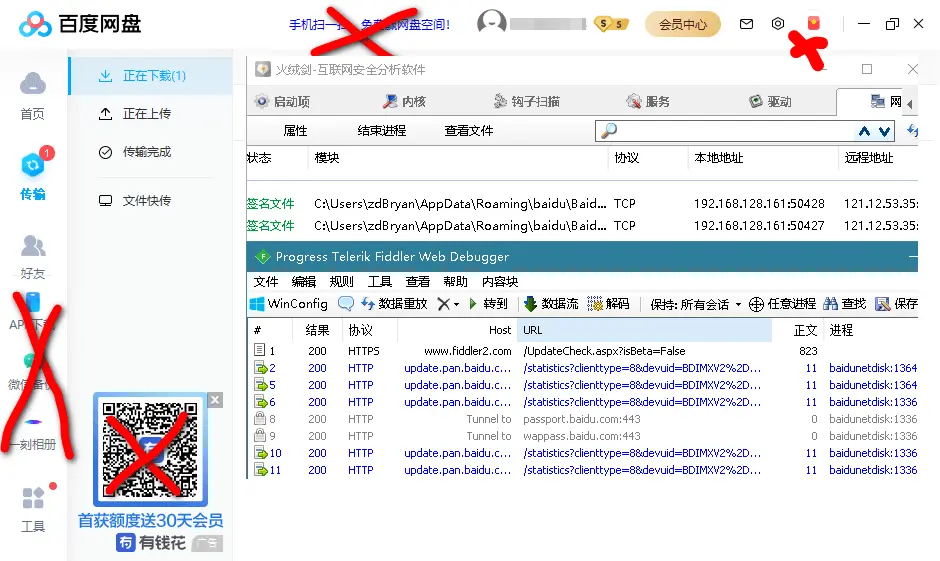 百度网盘
手机扫一扫 免费领网盘空间!
5
会员中心
首页
1
传输
好友
一刻相册
工具
正在下载(1)
正在上传
传输完成
文件快传
首获额度送30天会员
有钱花 广告
火绒剑-互联网安全分析软件
启动项 内核 钩子扫描 服务 驱动 网
属性 结束进程 查看文件
状态 模块 协议 本地地址 远程地址
签名文件 C:\Users\zdBryan\AppData\Roaming\baidu\Baid... TCP 192.168.128.161:50428 121.12.53.35:
签名文件 C:\Users\zdBryan\AppData\Roaming\baidu\Baid... TCP 192.168.128.161:50427 121.12.53.35:
Progress Telerik Fiddler Web Debugger
文件 编辑 规则 工具 查看 帮助 内容块
WinConfig 数据重放 转到 数据流 解码 保持: 所有会话 任意进程 查找 保存
# 结果 协议 Host URL 正文 进程
1 200 HTTPS www.fiddler2.com /UpdateCheck.aspx?isBeta=False 823
2 200 HTTP update.pan.baidu.c... /statistics?clienttype=8&devuid=BDIMXV2%2D... 11 baidunetdisk:1364
5 200 HTTP update.pan.baidu.c... /statistics?clienttype=8&devuid=BDIMXV2%2D... 11 baidunetdisk:1364
6 200 HTTP update.pan.baidu.c... /statistics?clienttype=8&devuid=BDIMXV2%2D... 11 baidunetdisk:1364
8 200 HTTP Tunnel to passport.baidu.com:443 0 baidunetdisk:1336
9 200 HTTP Tunnel to wappass.baidu.com:443 0 baidunetdisk:1336
10 200 HTTP update.pan.baidu.c... /statistics?clienttype=8&devuid=BDIMXV2%2D... 11 baidunetdisk:1336
11 200 HTTP update.pan.baidu.c... /statistics?clienttype=8&devuid=BDIMXV2%2D... 11 baidunetdisk:1336